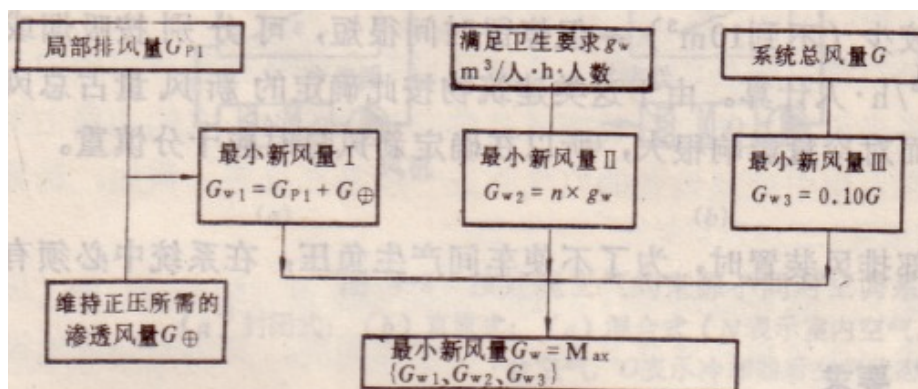 局部排风量G_P1
满足卫生要求g_w
m³/人·h·人数
系统总风量G
最小新风量Ⅰ
G_w1=G_P1+G_⊕
最小新风量Ⅱ
G_w2=n×g_w
最小新风量Ⅲ
G_w3=0.10G
维持正压所需的
渗透风量G_⊕
最小新风量G_w=Max
{G_w1、G_w2、G_w3}